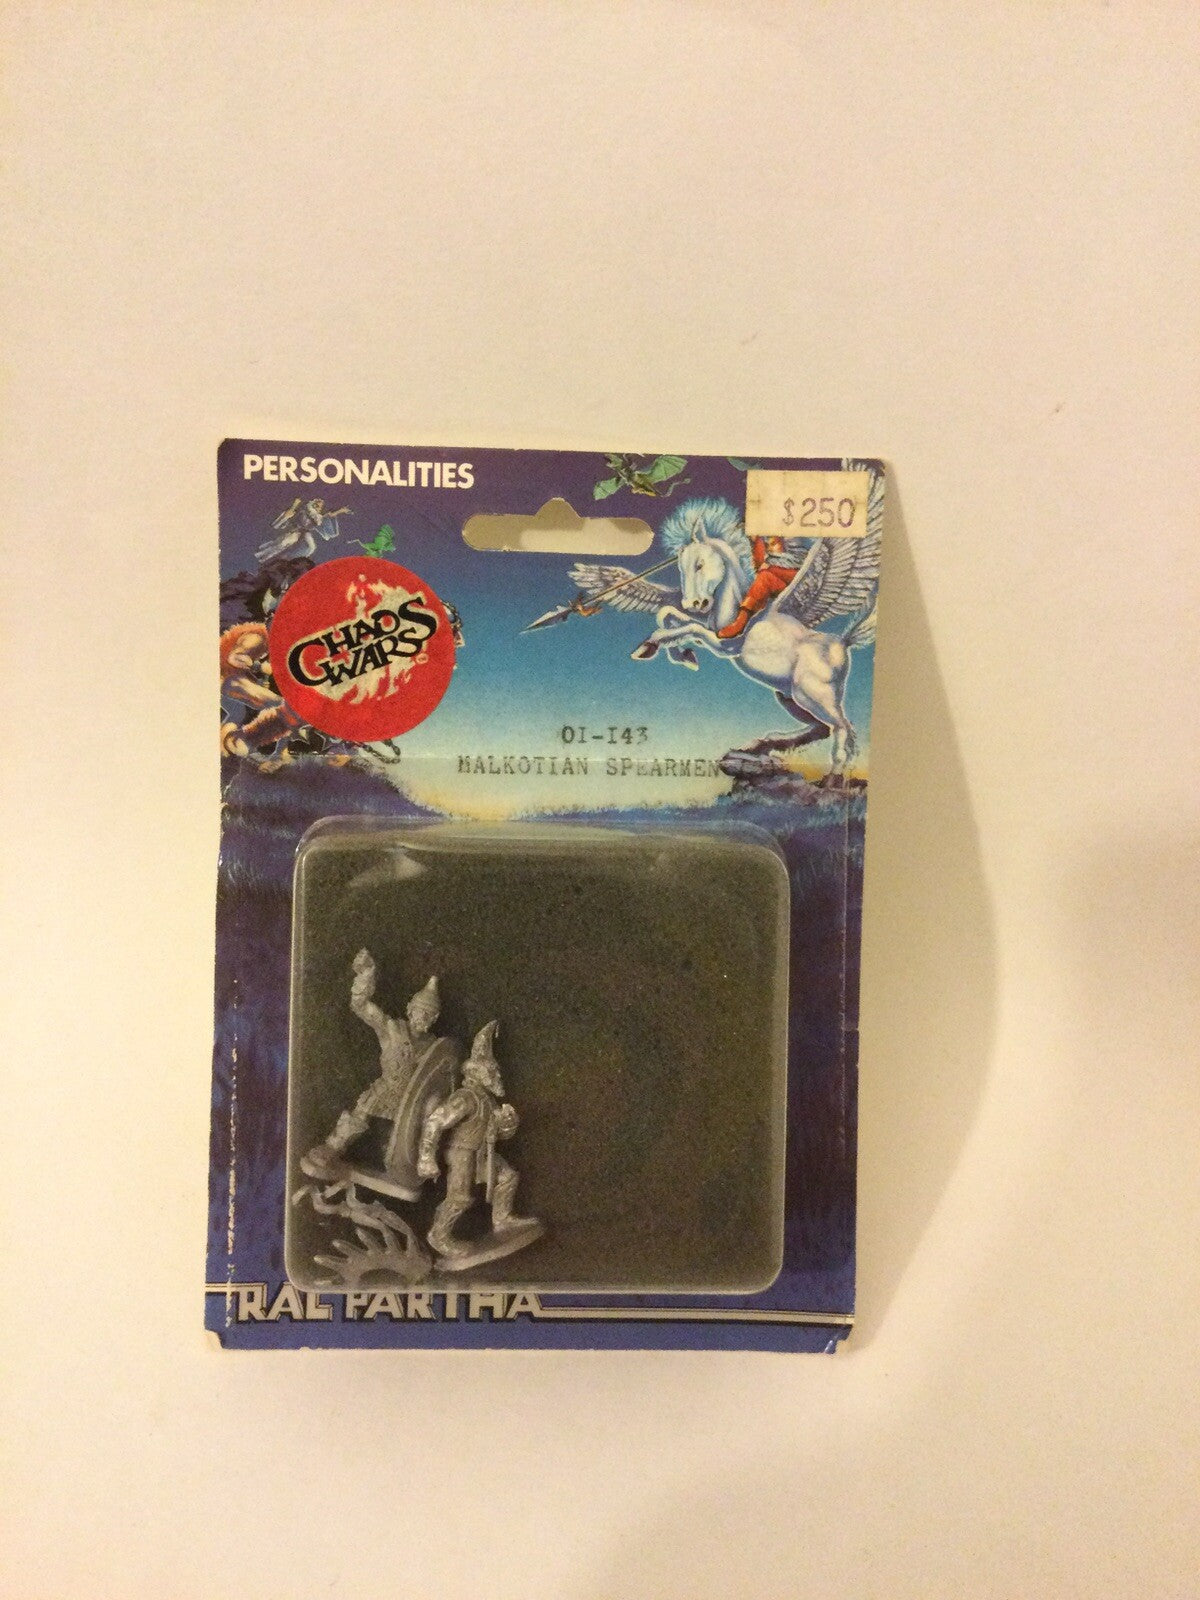 PERSONALITIES
$250
CHAOS
WARS
01-143
MALKOTIAN SPEARMEN
RAL PARTHA